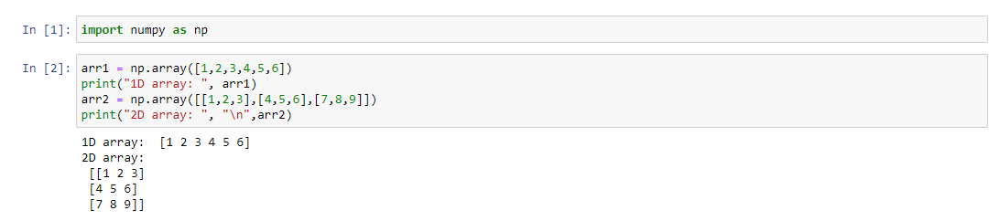 In [1]: import numpy as np
In [2]: arr1 = np.array([1,2,3,4,5,6])
print("1D array: ", arr1)
arr2 = np.array([[1,2,3],[4,5,6],[7,8,9]])
print("2D array: ", "\n",arr2)
1D array:  [1 2 3 4 5 6]
2D array:
[[1 2 3]
[4 5 6]
[7 8 9]]